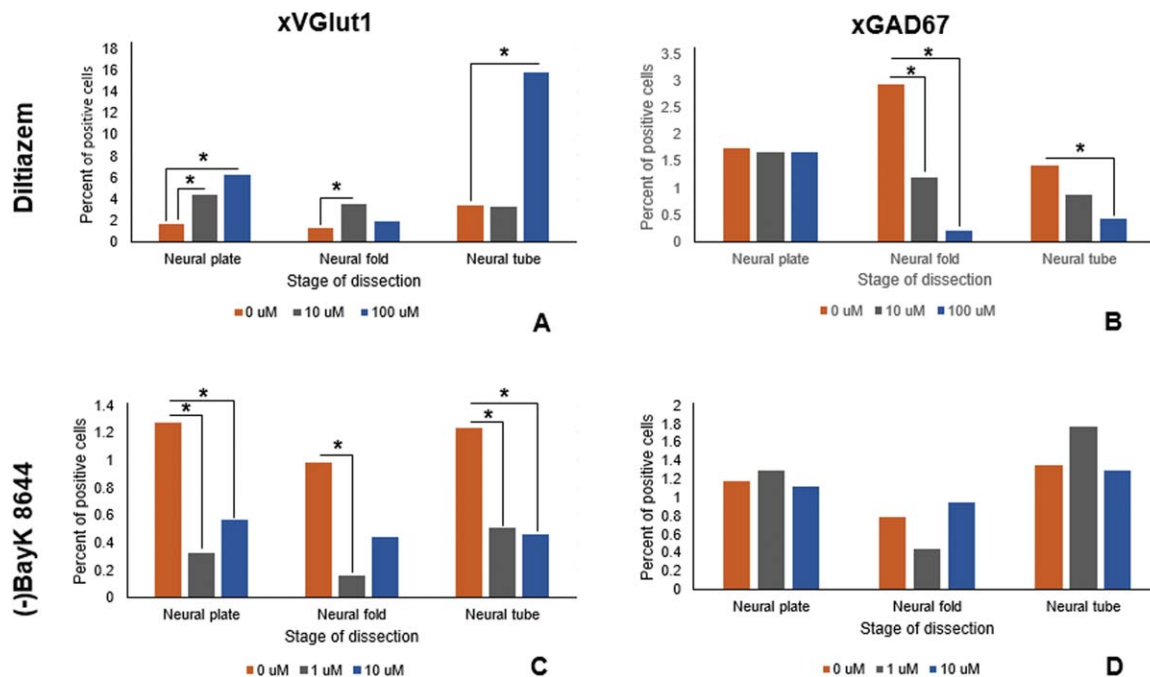 xVGlut1
xGAD67
Diltiazem
Percent of positive cells
18
16
14
12
10
8
6
4
2
0
* * * *
Neural plate Neural fold Neural tube
Stage of dissection
0 uM 10 uM 100 uM
A
Percent of positive cells
3.5
3
2.5
2
1.5
1
0.5
0
* * *
Neural plate Neural fold Neural tube
Stage of dissection
0 uM 10 uM 100 uM
B
(-)BayK 8644
Percent of positive cells
1.4
1.2
1
0.8
0.6
0.4
0.2
0
* * * * *
Neural plate Neural fold Neural tube
Stage of dissection
0 uM 1 uM 10 uM
C
Percent of positive cells
2
1.8
1.6
1.4
1.2
1
0.8
0.6
0.4
0.2
0
Neural plate Neural fold Neural tube
Stage of dissection
0 uM 1 uM 10 uM
D